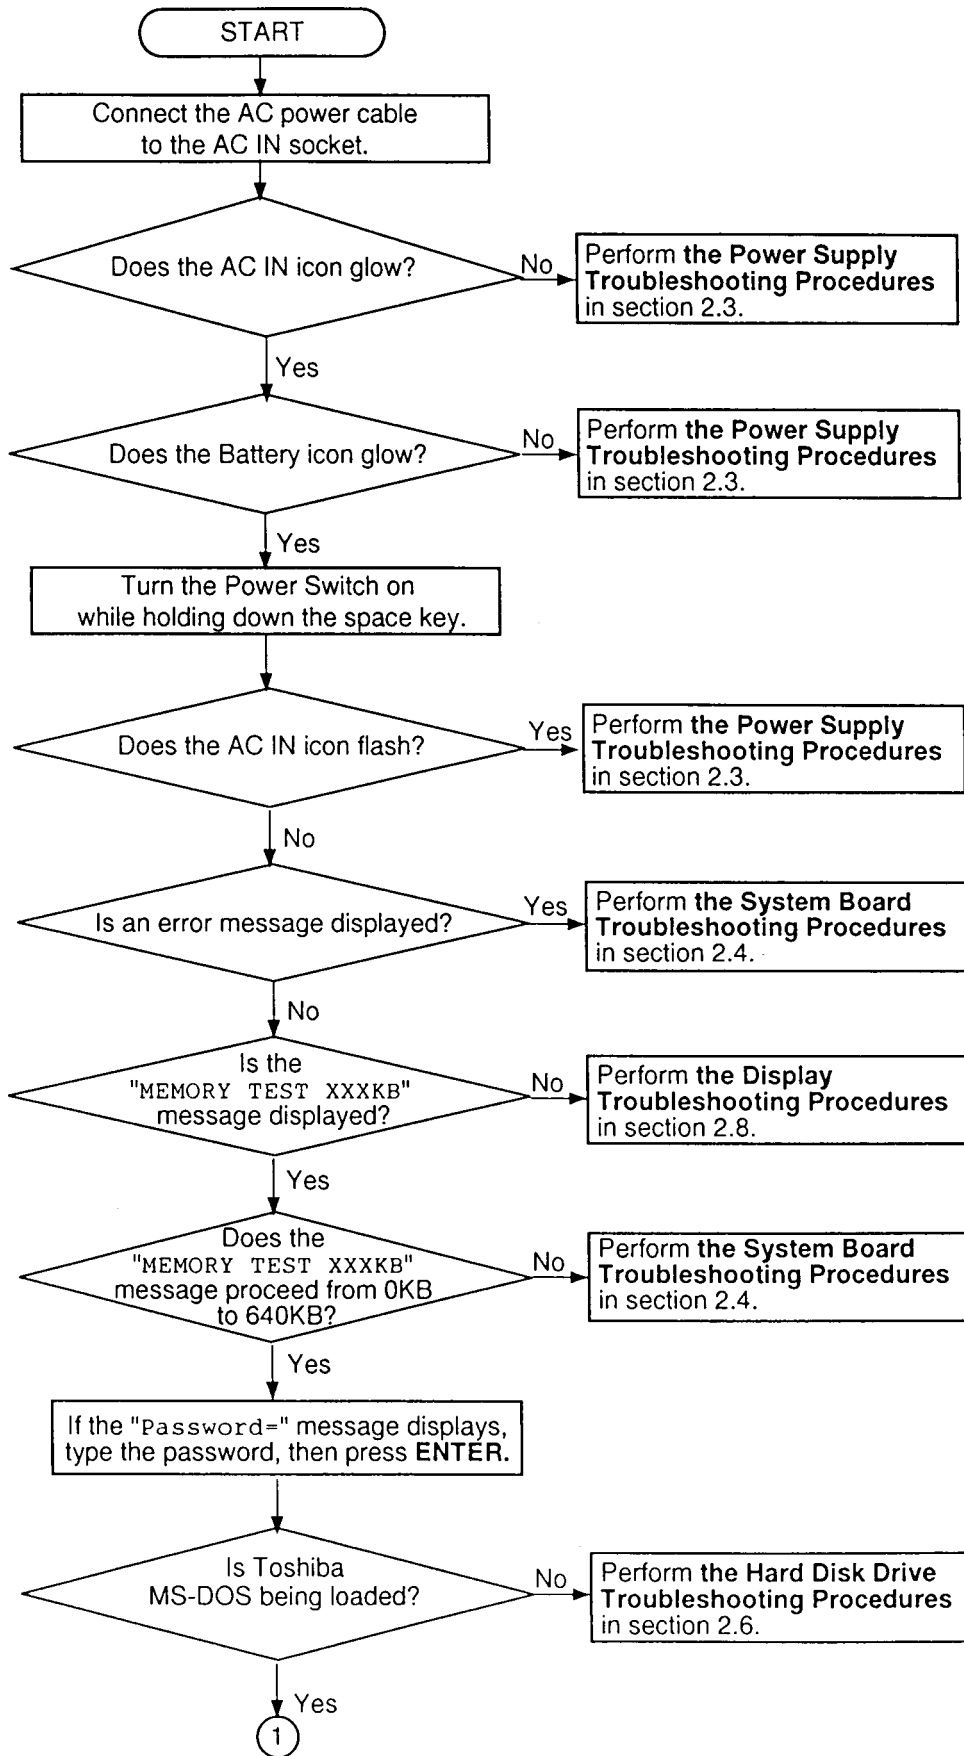 START
Connect the AC power cable
to the AC IN socket.
Does the AC IN icon glow?
No
Perform the Power Supply
Troubleshooting Procedures
in section 2.3.
Yes
Does the Battery icon glow?
No
Perform the Power Supply
Troubleshooting Procedures
in section 2.3.
Yes
Turn the Power Switch on
while holding down the space key.
Does the AC IN icon flash?
Yes
Perform the Power Supply
Troubleshooting Procedures
in section 2.3.
No
Is an error message displayed?
Yes
Perform the System Board
Troubleshooting Procedures
in section 2.4.
No
Is the
"MEMORY TEST XXXKB"
message displayed?
No
Perform the Display
Troubleshooting Procedures
in section 2.8.
Yes
Does the
"MEMORY TEST XXXKB"
message proceed from 0KB
to 640KB?
No
Perform the System Board
Troubleshooting Procedures
in section 2.4.
Yes
If the "Password=" message displays,
type the password, then press ENTER.
Is Toshiba
MS-DOS being loaded?
No
Perform the Hard Disk Drive
Troubleshooting Procedures
in section 2.6.
Yes
1